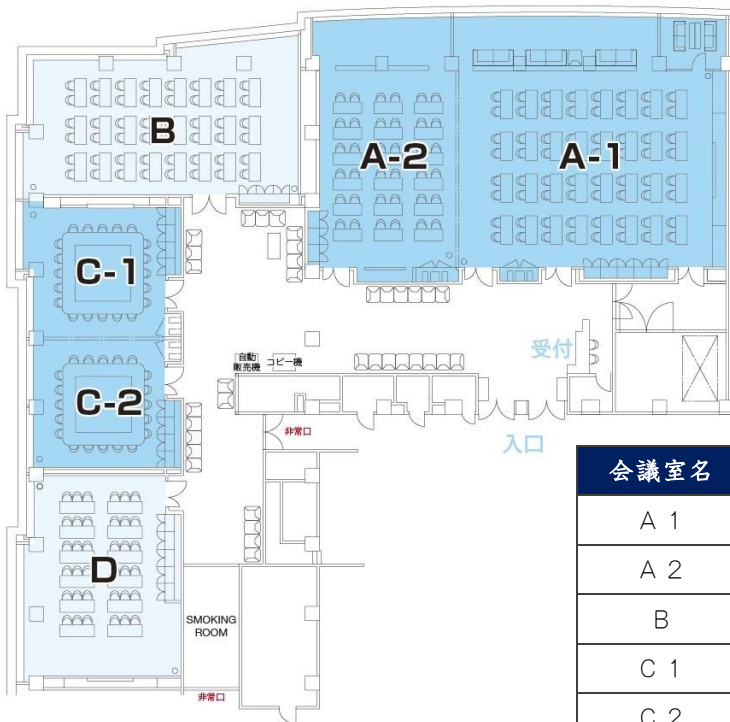 B
A-2
A-1
C-1
C-2
D
自動
販売機
コピー機
受付
入口
非常口
SMOKING
ROOM
非常口
会議室名
A 1
A 2
B
C 1
C 2